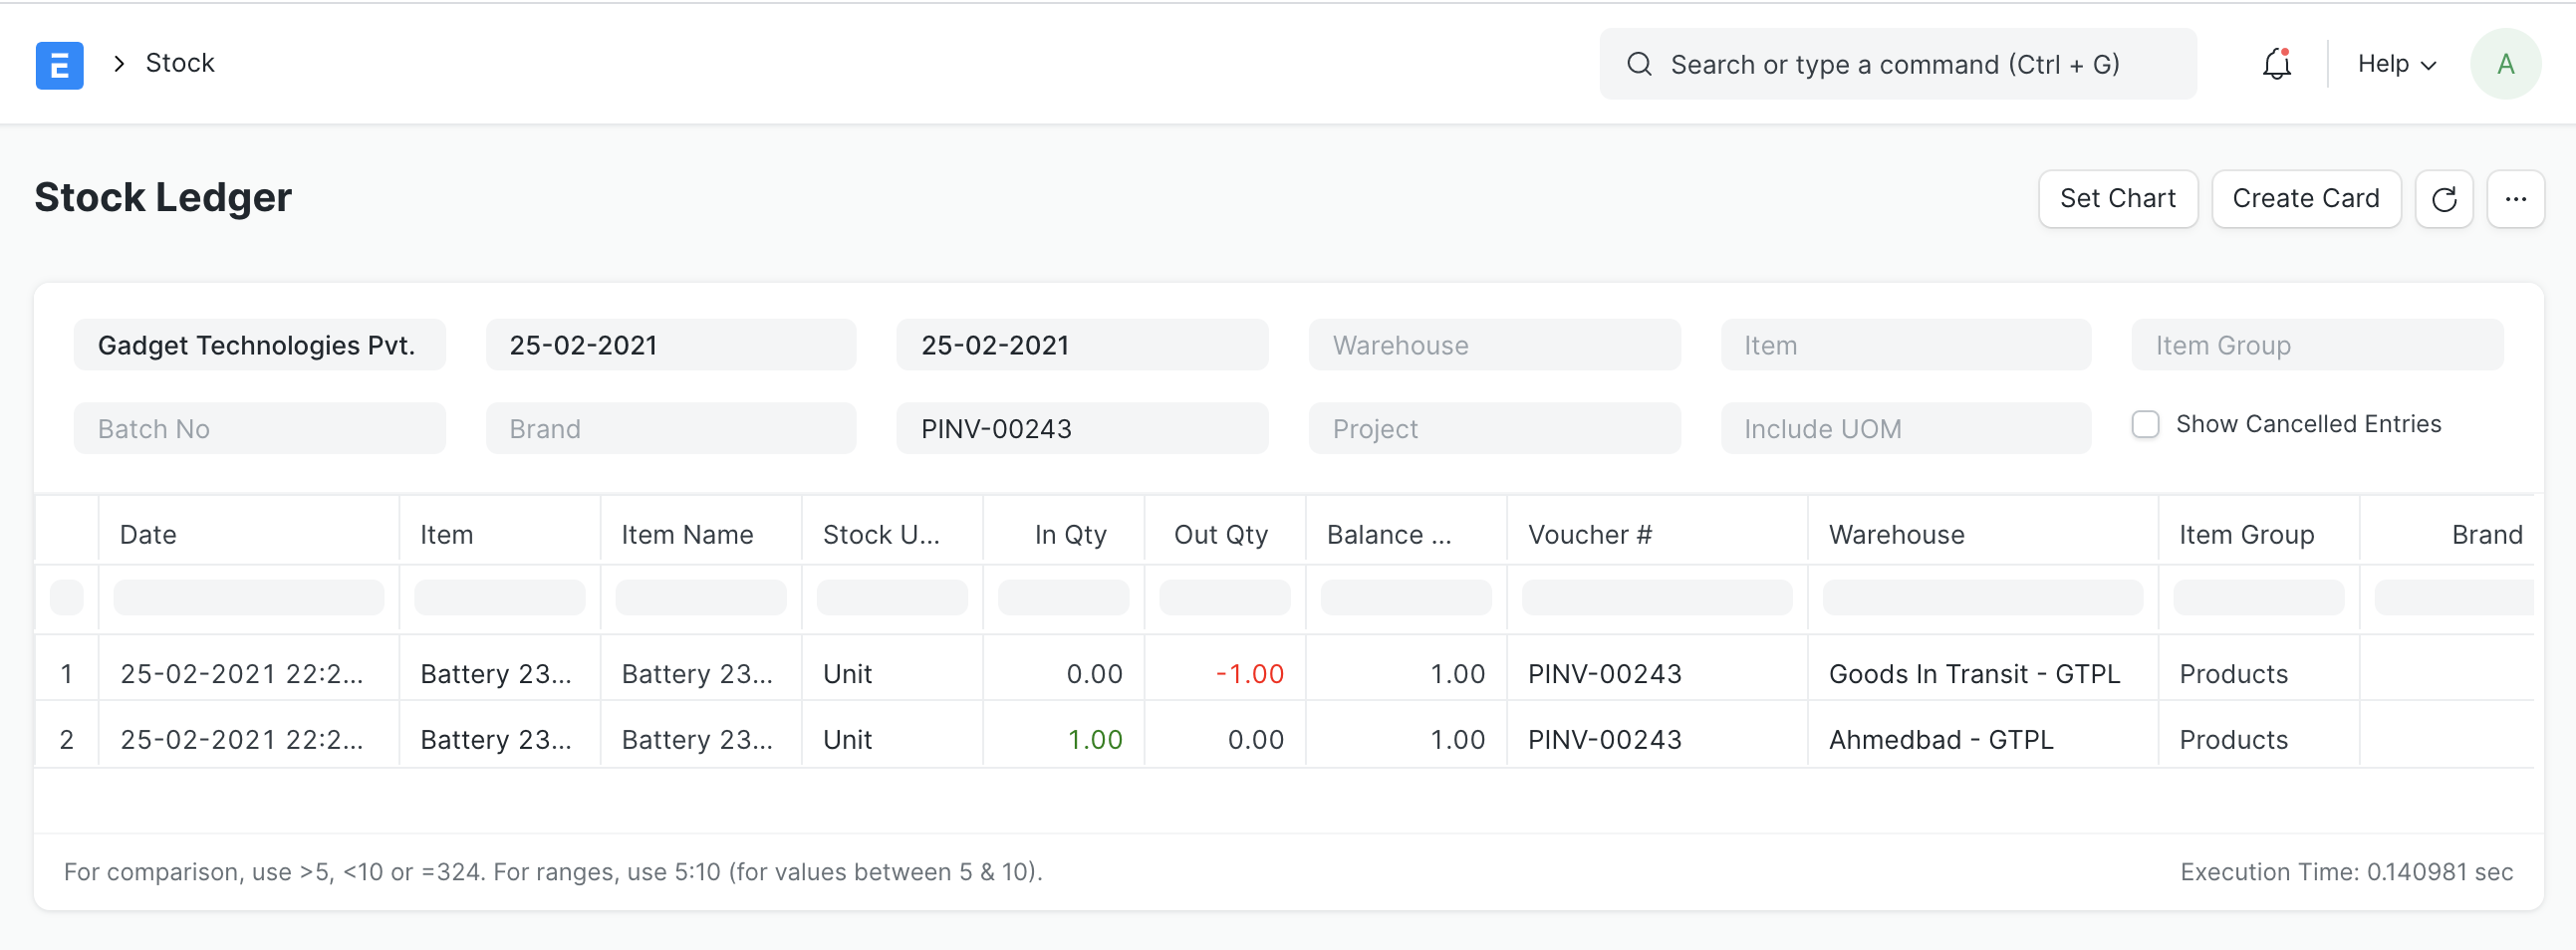 E > Stock Search or type a command (Ctrl + G) Help A
Stock Ledger Set Chart Create Card ...
Gadget Technologies Pvt. 25-02-2021 25-02-2021 Warehouse Item Item Group
Batch No Brand PINV-00243 Project Include UOM Show Cancelled Entries
Date Item Item Name Stock U... In Qty Out Qty Balance ... Voucher # Warehouse Item Group Brand
1 25-02-2021 22:2... Battery 23... Battery 23... Unit 0.00 -1.00 1.00 PINV-00243 Goods In Transit - GTPL Products
2 25-02-2021 22:2... Battery 23... Battery 23... Unit 1.00 0.00 1.00 PINV-00243 Ahmedbad - GTPL Products
For comparison, use >5, <10 or =324. For ranges, use 5:10 (for values between 5 & 10). Execution Time: 0.140981 sec